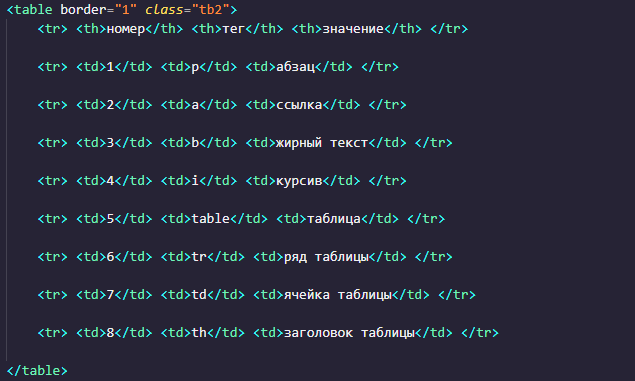 <table border="1" class="tb2">
<tr> <th>номер</th> <th>тег</th> <th>значение</th> </tr>
<tr> <td>1</td> <td>p</td> <td>абзац</td> </tr>
<tr> <td>2</td> <td>a</td> <td>ссылка</td> </tr>
<tr> <td>3</td> <td>b</td> <td>жирный текст</td> </tr>
<tr> <td>4</td> <td>i</td> <td>курсив</td> </tr>
<tr> <td>5</td> <td>table</td> <td>таблица</td> </tr>
<tr> <td>6</td> <td>tr</td> <td>ряд таблицы</td> </tr>
<tr> <td>7</td> <td>td</td> <td>ячейка таблицы</td> </tr>
<tr> <td>8</td> <td>th</td> <td>заголовок таблицы</td> </tr>
</table>